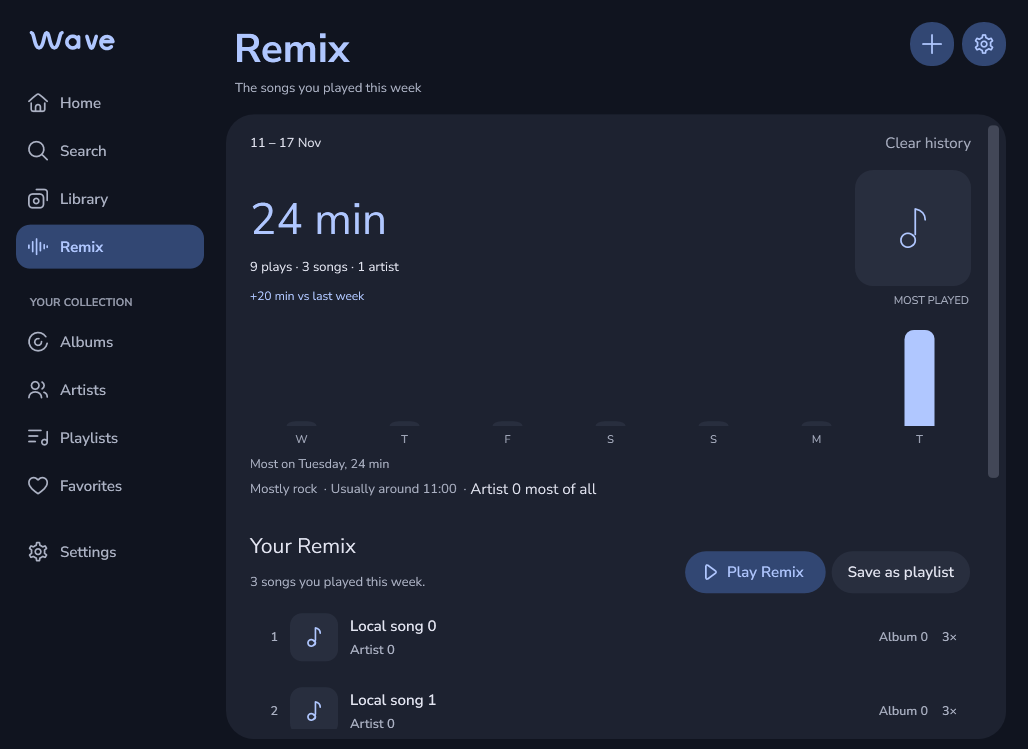 Wave
Home
Search
Library
Remix
YOUR COLLECTION
Albums
Artists
Playlists
Favorites
Settings
Remix
The songs you played this week
11 – 17 Nov
Clear history
24 min
9 plays · 3 songs · 1 artist
+20 min vs last week
MOST PLAYED
W T F S S M T
Most on Tuesday, 24 min
Mostly rock · Usually around 11:00 · Artist 0 most of all
Your Remix
3 songs you played this week.
Play Remix
Save as playlist
1 Local song 0 Album 0 3×
Artist 0
2 Local song 1 Album 0 3×
Artist 0